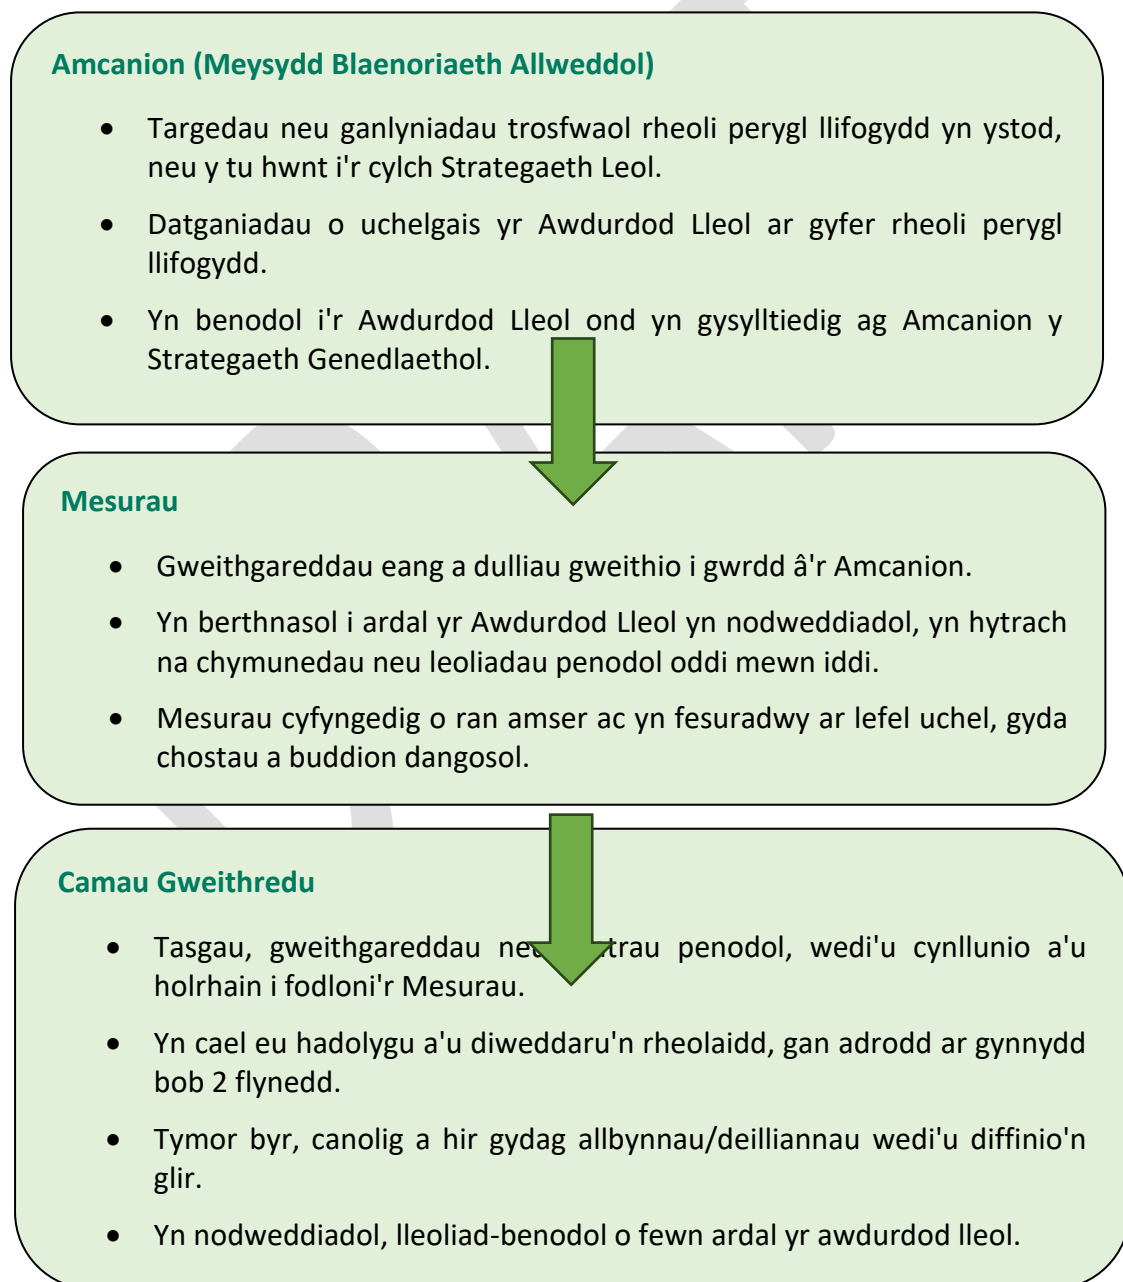 Amcanion (Meysydd Blaenoriaeth Allweddol)
• Targedau neu ganlyniadau trosfwaol rheoli perygl llifogydd yn ystod,
neu y tu hwnt i'r cylch Strategaeth Leol.
• Datganiadau o uchelgais yr Awdurdod Lleol ar gyfer rheoli perygl
llifogydd.
• Yn benodol i'r Awdurdod Lleol ond yn gysylltiedig ag Amcanion y
Strategaeth Genedlaethol.
Mesurau
• Gweithgareddau eang a dulliau gweithio i gwrdd â'r Amcanion.
• Yn berthnasol i ardal yr Awdurdod Lleol yn nodweddiadol, yn hytrach
na chymunedau neu leoliadau penodol oddi mewn iddi.
• Mesurau cyfyngedig o ran amser ac yn fesuradwy ar lefel uchel, gyda
chostau a buddion dangosol.
Camau Gweithredu
• Tasgau, gweithgareddau penodol, wedi'u cynllunio a'u
holrhain i fodloni'r Mesurau.
• Yn cael eu hadolygu a'u diweddaru'n rheolaidd, gan adrodd ar gynnydd
bob 2 flynedd.
• Tymor byr, canolig a hir gydag allbynnau/deilliannau wedi'u diffinio'n
glir.
• Yn nodweddiadol, lleoliad-benodol o fewn ardal yr awdurdod lleol.